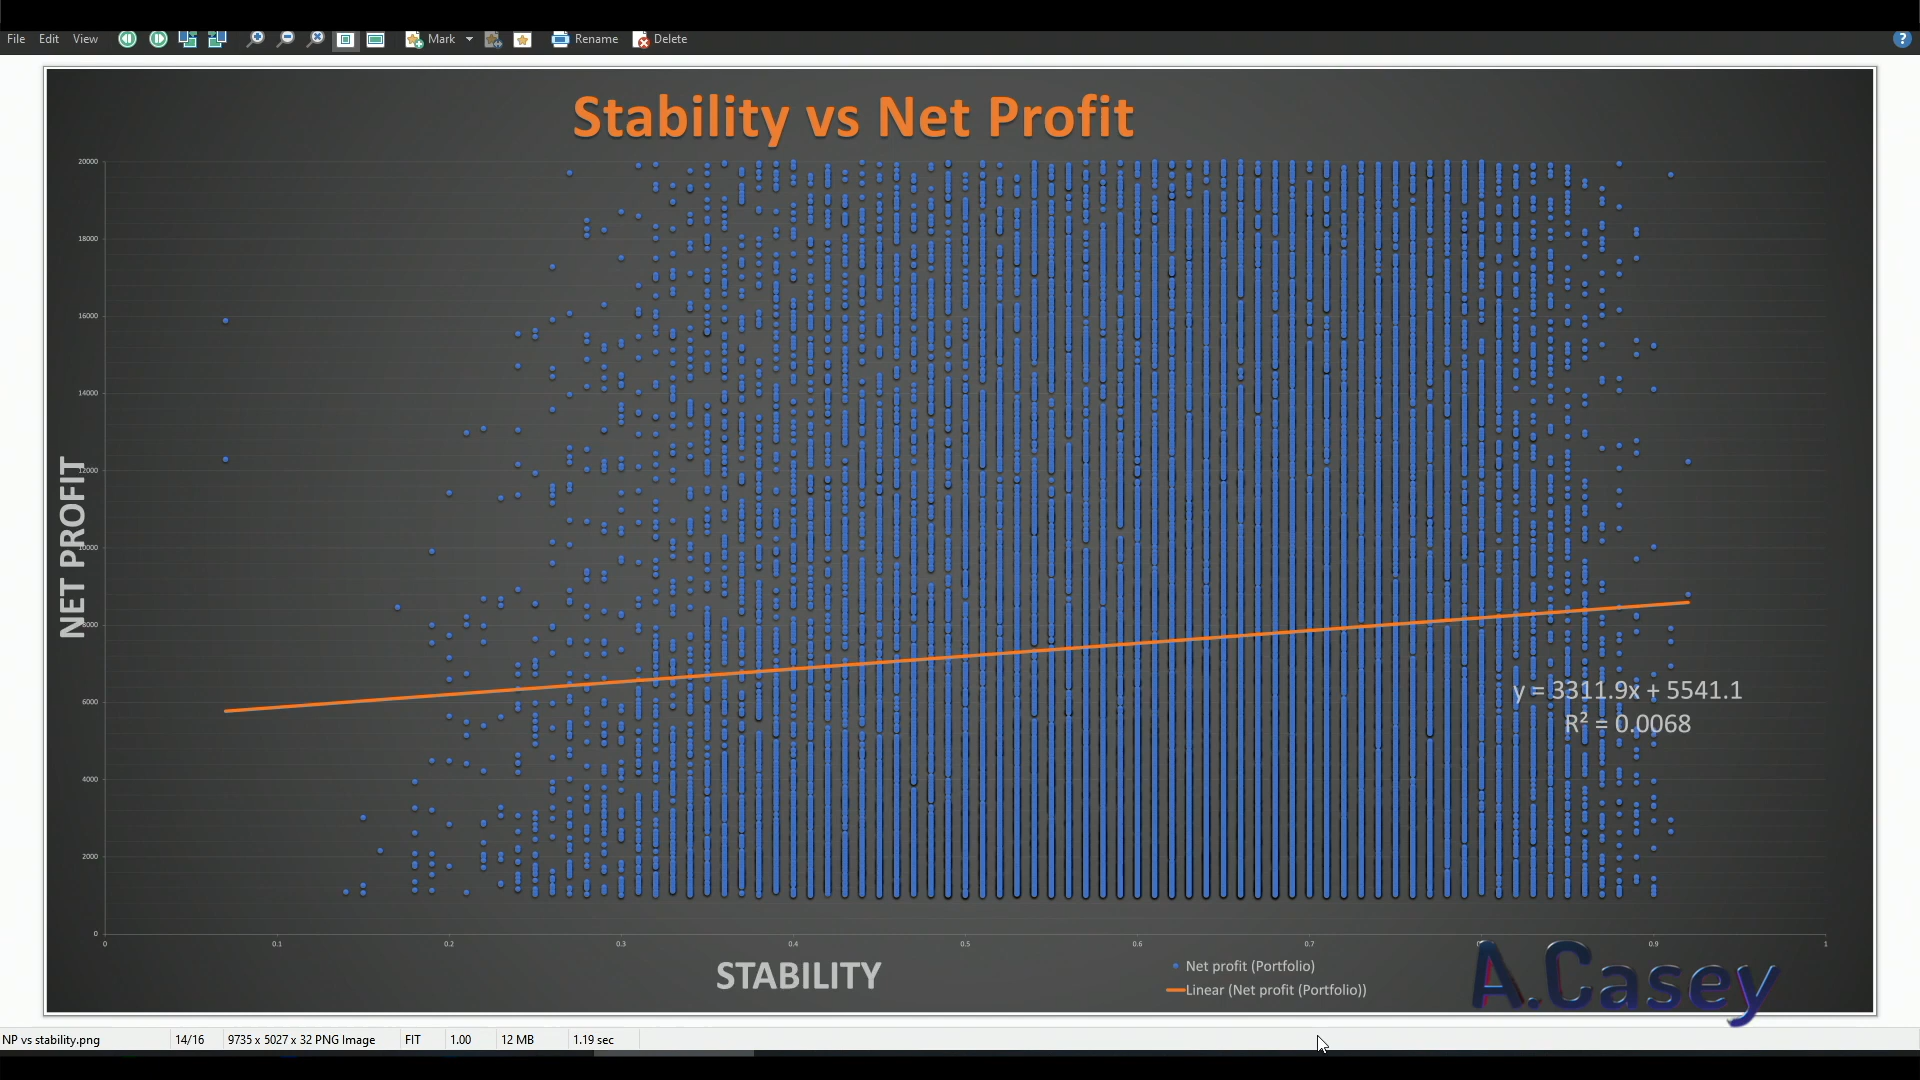 File Edit View Mark Rename Delete ?
Stability vs Net Profit
20000
18000
16000
14000
12000
10000
8000
6000
4000
2000
0
NET PROFIT
y = 3311.9x + 5541.1
R² = 0.0068
0 0.1 0.2 0.3 0.4 0.5 0.6 0.7 0.9 1
STABILITY
Net profit (Portfolio)
Linear (Net profit (Portfolio))
A.Casey
NP vs stability.png 14/16 9735 x 5027 x 32 PNG Image FIT 1.00 12 MB 1.19 sec